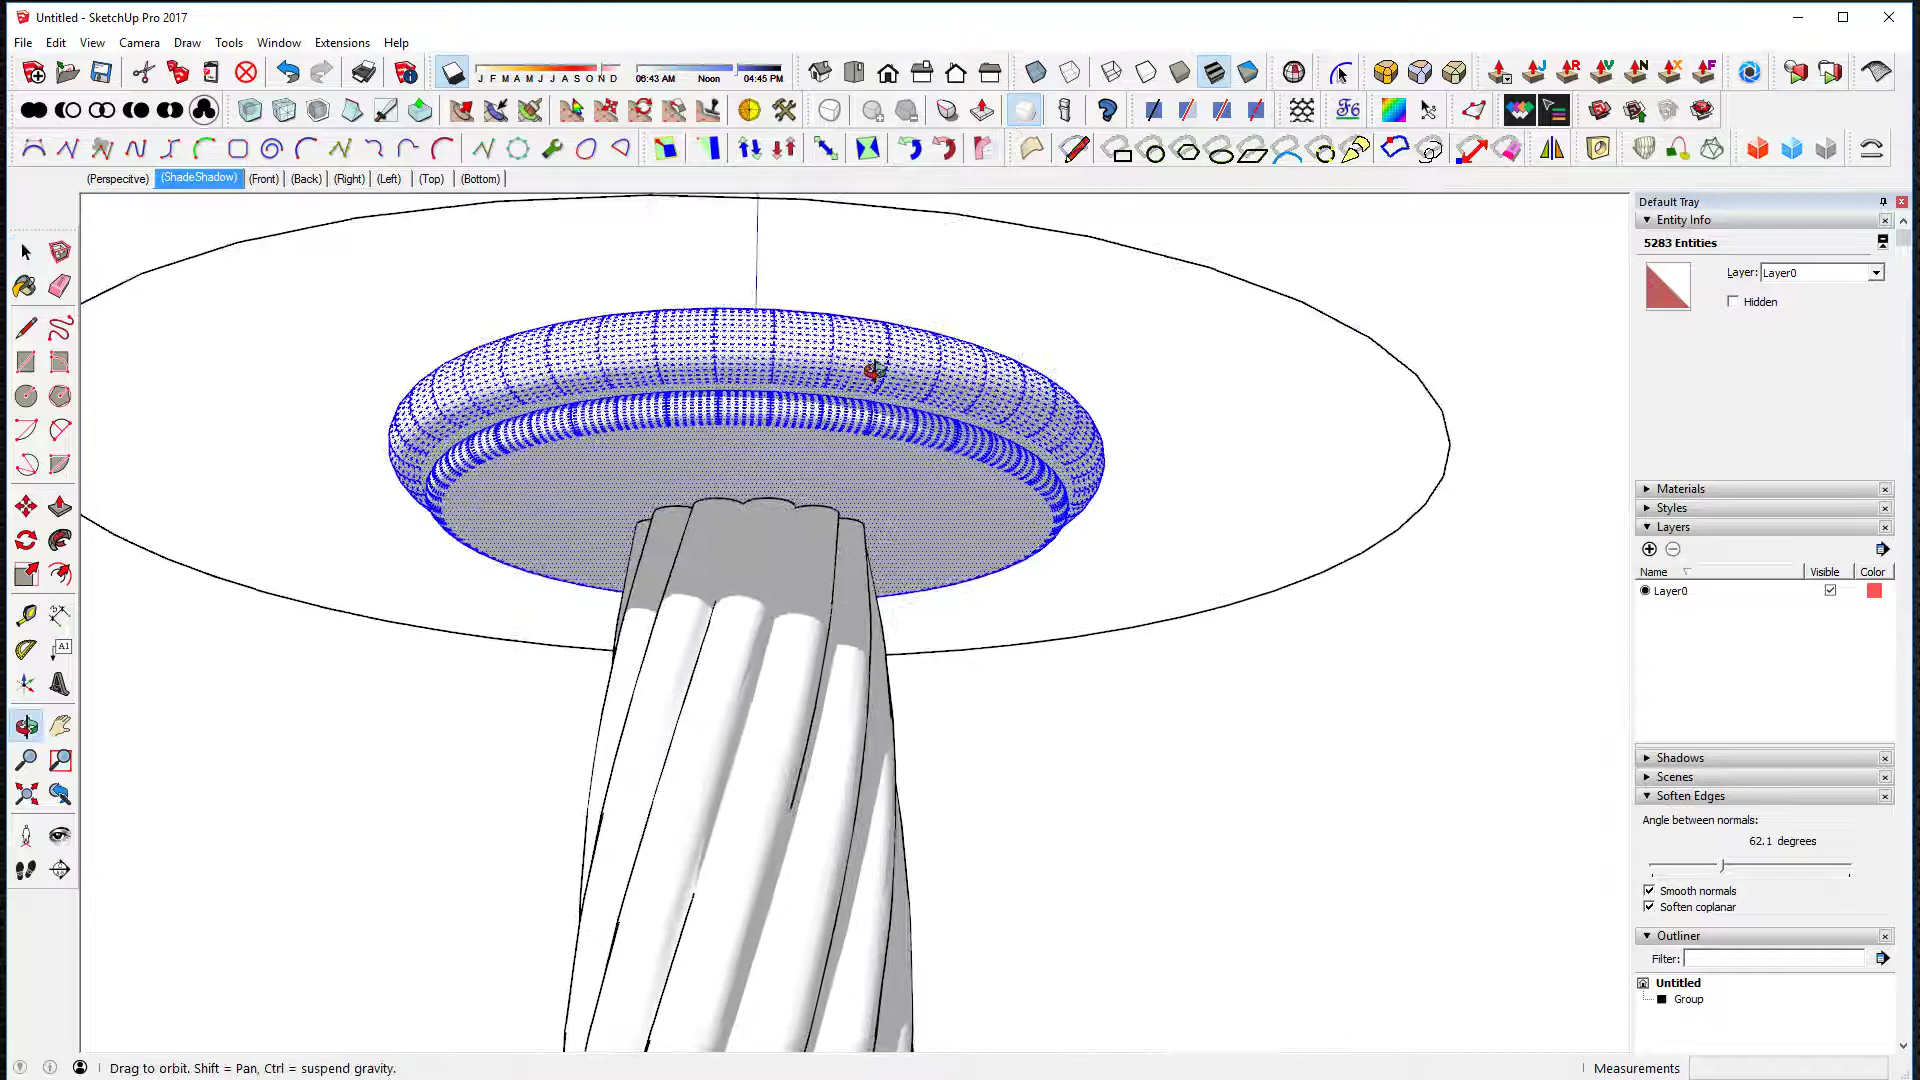 Untitled - SketchUp Pro 2017
File Edit View Camera Draw Tools Window Extensions Help
J F M A M J J A S O N D 06:43 AM Noon 04:45 PM
J R V N X F
F6
(Perspective) (ShadeShadow) (Front) (Back) (Right) (Left) (Top) (Bottom)
Default Tray
Entity Info
5283 Entities
Layer: Layer0
Hidden
Materials
Styles
Layers
Name Visible Color
Layer0
A1
Shadows
Scenes
Soften Edges
Angle between normals:
62.1 degrees
Smooth normals
Soften coplanar
Outliner
Filter:
Untitled
Group
Drag to orbit. Shift = Pan, Ctrl = suspend gravity.
Measurements